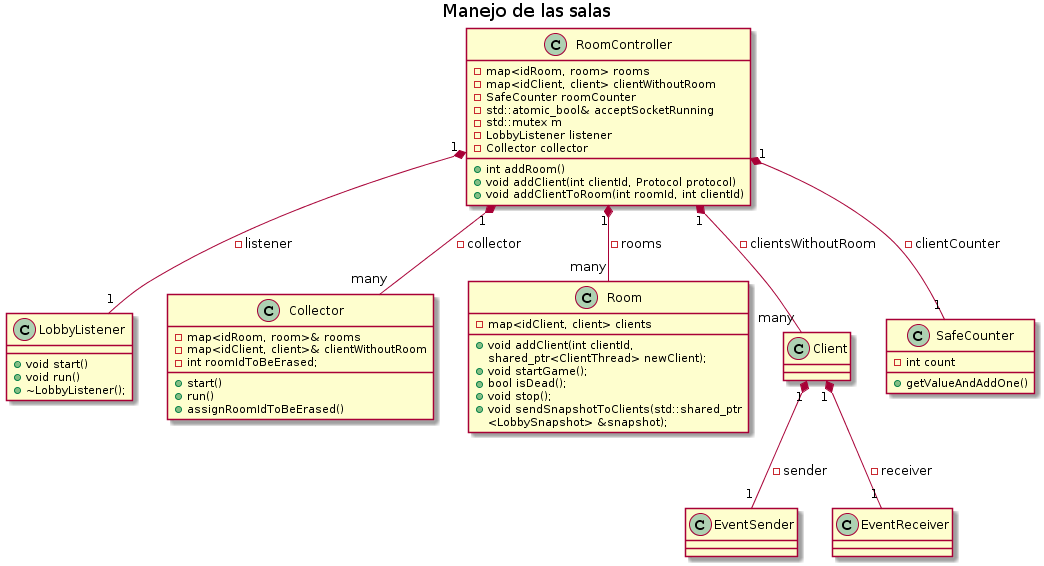 Manejo de las salas
C RoomController
map<idRoom, room> rooms
map<idClient, client> clientWithoutRoom
SafeCounter roomCounter
std::atomic_bool& acceptSocketRunning
std::mutex m
LobbyListener listener
Collector collector
int addRoom()
void addClient(int clientId, Protocol protocol)
void addClientToRoom(int roomId, int clientId)
1
1
1
1
1
listener
collector
rooms
clientsWithoutRoom
clientCounter
1
many
many
many
1
C LobbyListener
void start()
void run()
~LobbyListener();
C Collector
map<idRoom, room>& rooms
map<idClient, client>& clientWithoutRoom
int roomIdToBeErased;
start()
run()
assignRoomIdToBeErased()
C Room
map<idClient, client> clients
void addClient(int clientId,
shared_ptr<ClientThread> newClient);
void startGame();
bool isDead();
void stop();
void sendSnapshotToClients(std::shared_ptr
<LobbySnapshot> &snapshot);
C Client
C SafeCounter
int count
getValueAndAddOne()
1
1
sender
receiver
1
1
C EventSender
C EventReceiver